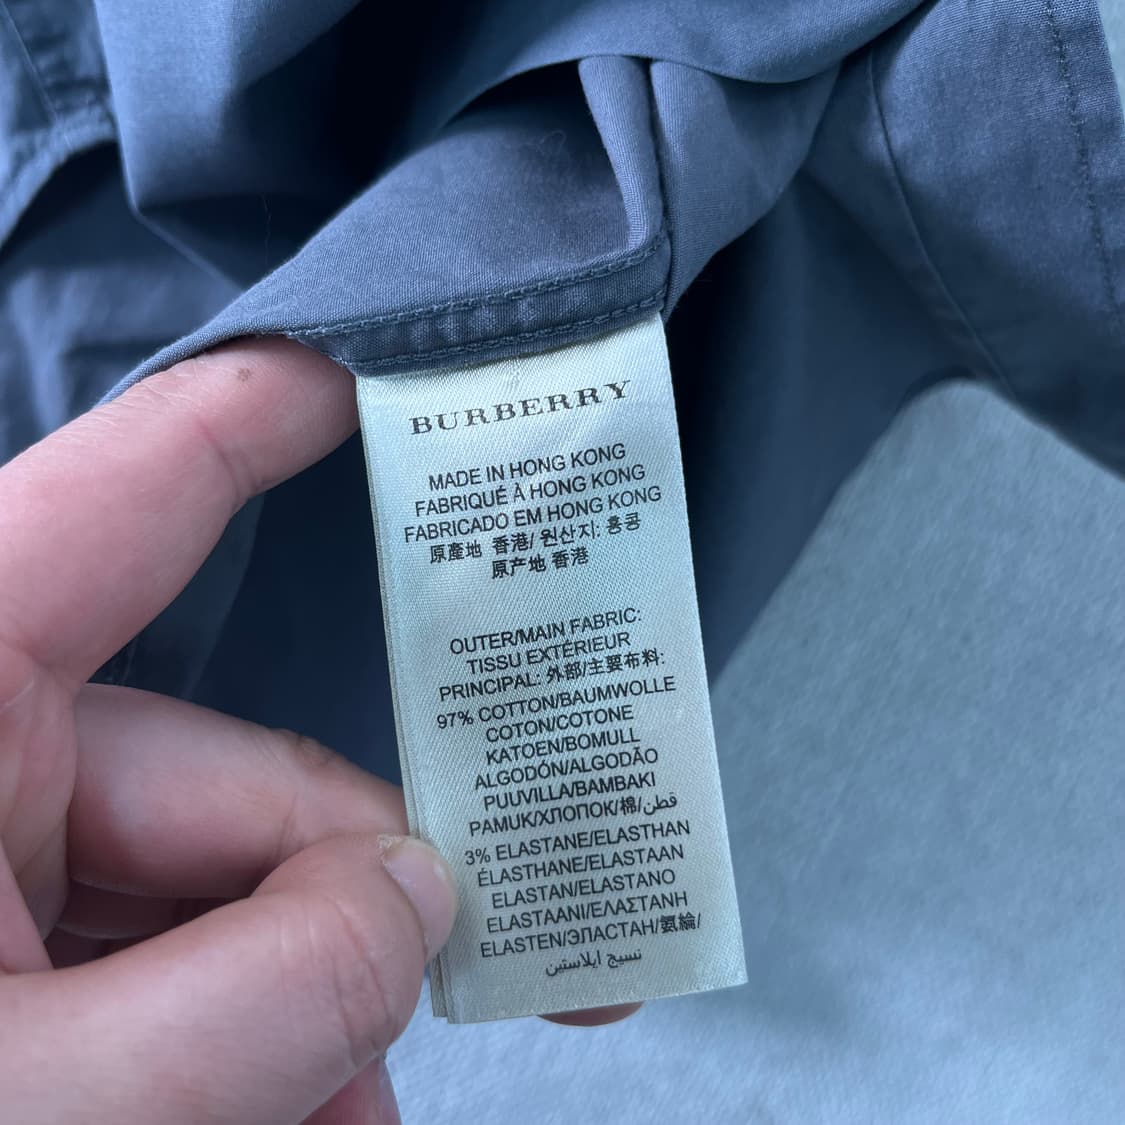 BURBERRY
MADE IN HONG KONG
FABRIQUÉ À HONG KONG
FABRICADO EM HONG KONG
原產地 香港/ 원산지: 홍콩
原产地 香港
OUTER/MAIN FABRIC:
TISSU EXTÉRIEUR
PRINCIPAL: 外部/主要布料:
97% COTTON/BAUMWOLLE
COTON/COTONE
KATOEN/BOMULL
ALGODÓN/ALGODÃO
PUUVILLA/BAMBAKI
PAMUK/ХЛОПОК/棉/قطن
3% ELASTANE/ELASTHAN
ÉLASTHANE/ELASTAAN
ELASTAN/ELASTANO
ELASTAANI/ΕΛΑΣΤΑΝΗ
ELASTEN/ЭЛАСТАН/氨綸/
نسيج ايلاستين